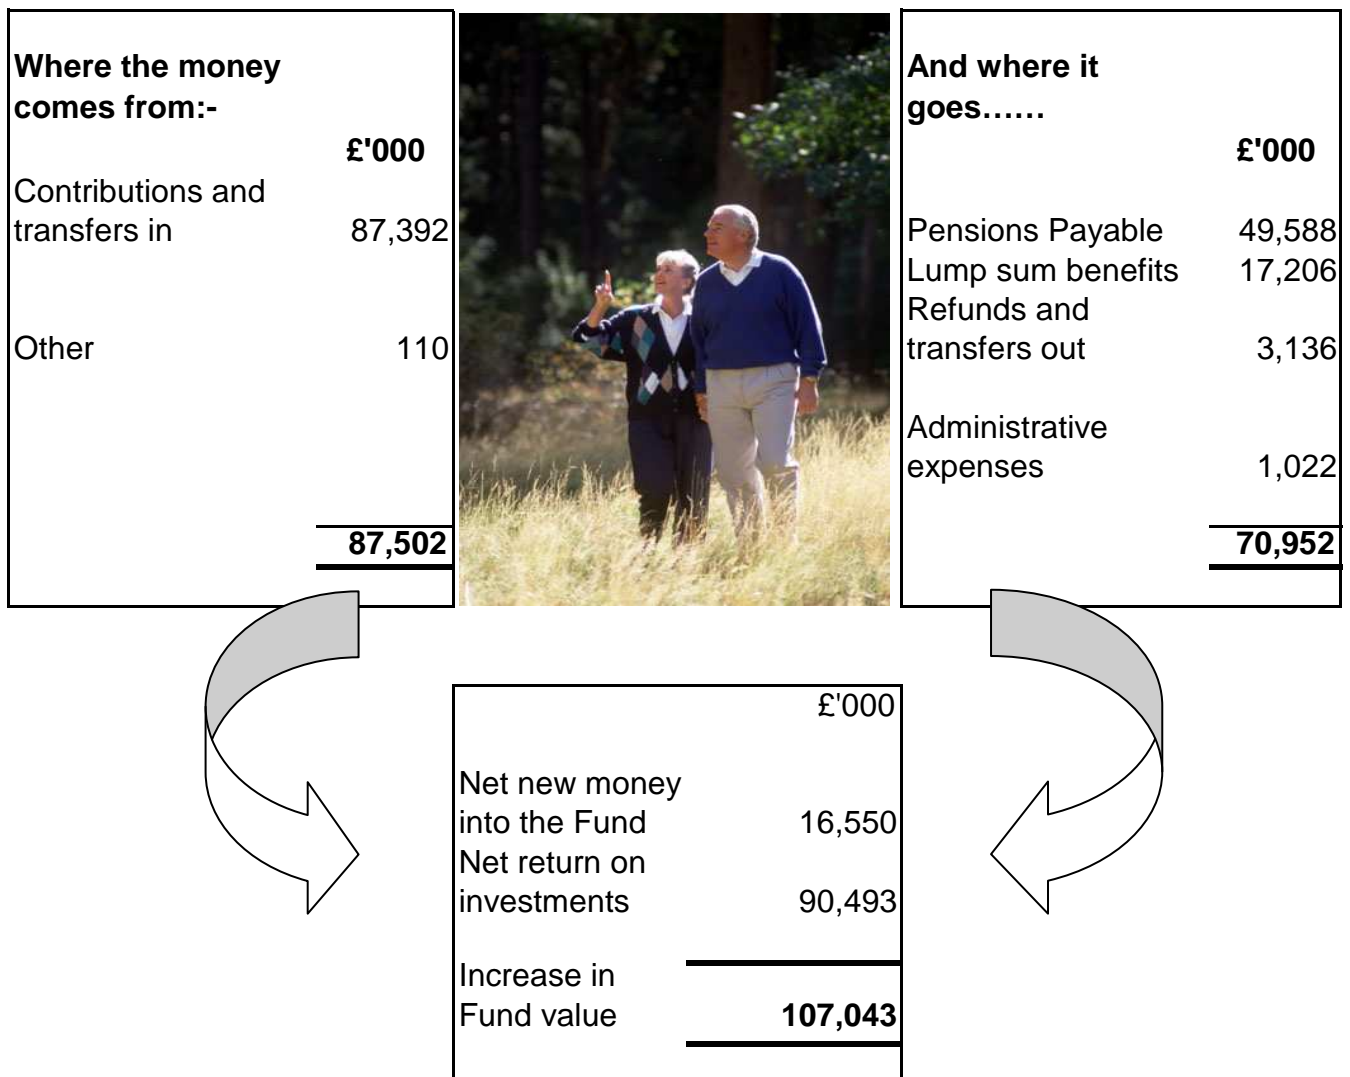 Where the money
comes from:-
£'000
Contributions and
transfers in 87,392
Other 110
87,502
And where it
goes……
£'000
Pensions Payable 49,588
Lump sum benefits 17,206
Refunds and
transfers out 3,136
Administrative
expenses 1,022
70,952
£'000
Net new money
into the Fund 16,550
Net return on
investments 90,493
Increase in
Fund value 107,043